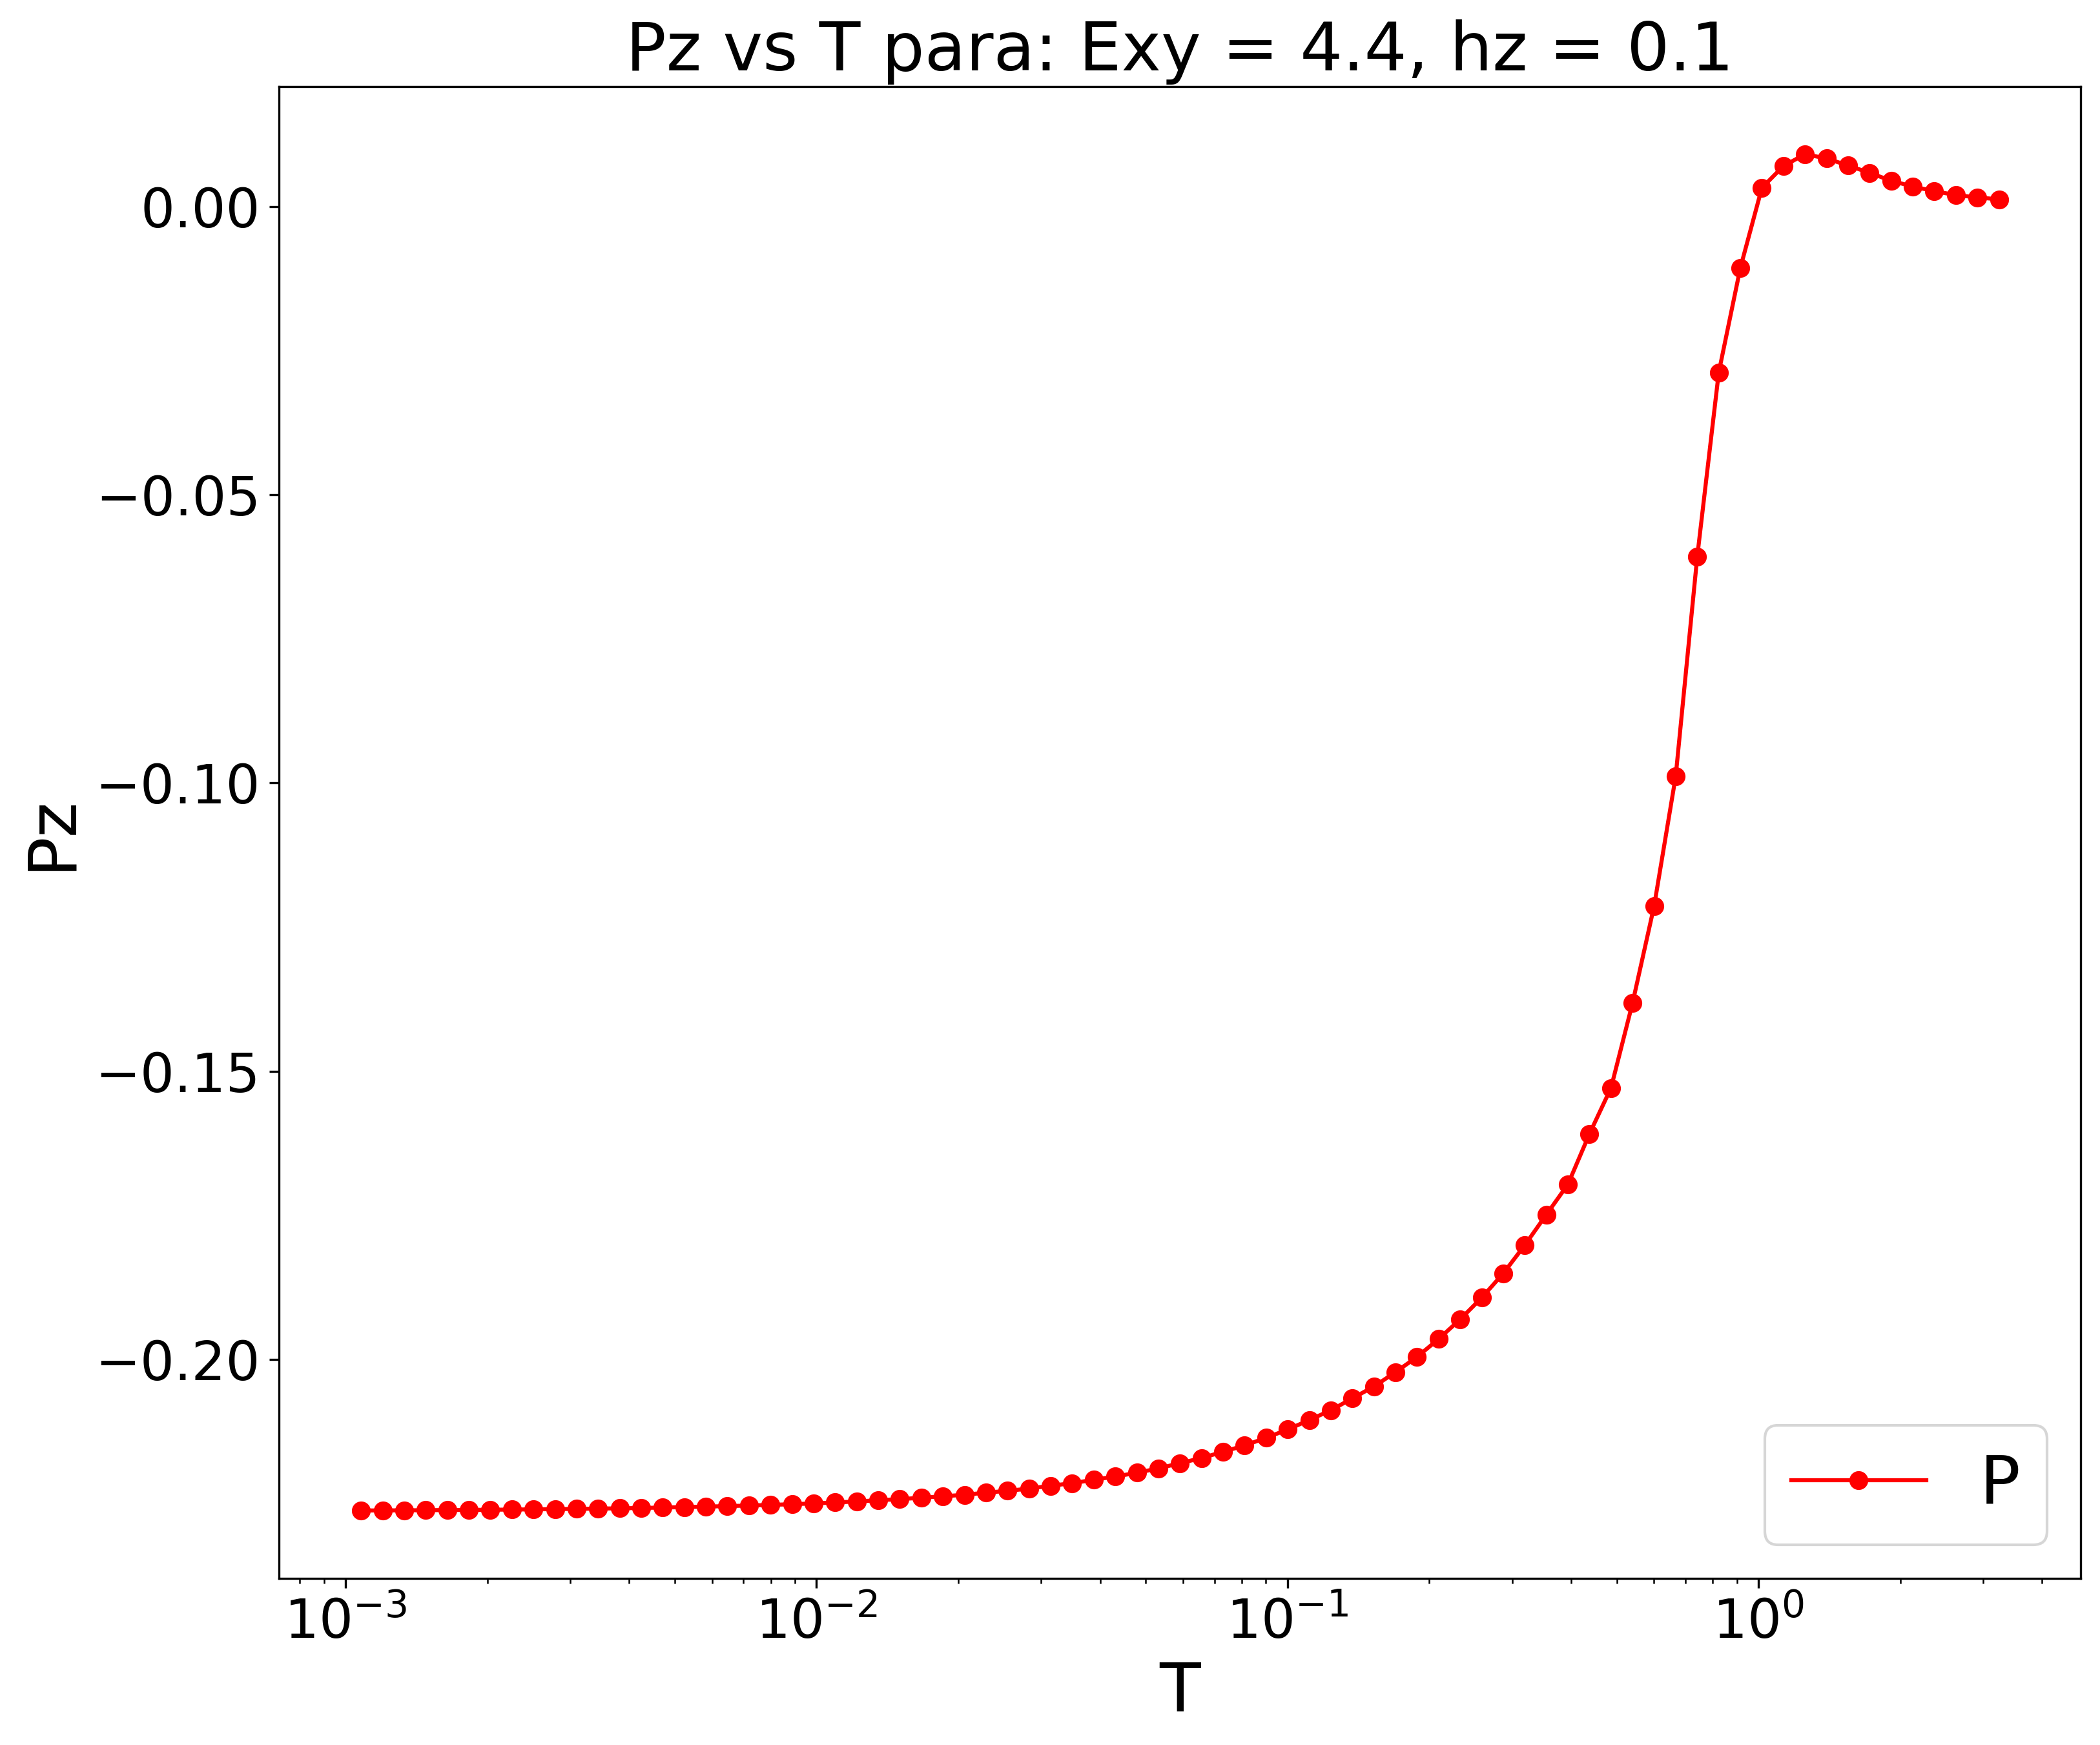 Pz vs T para: Exy = 4.4, hz = 0.1
0.00
−0.05
−0.10
−0.15
−0.20
Pz
P
10⁻³ 10⁻² 10⁻¹ 10⁰
T